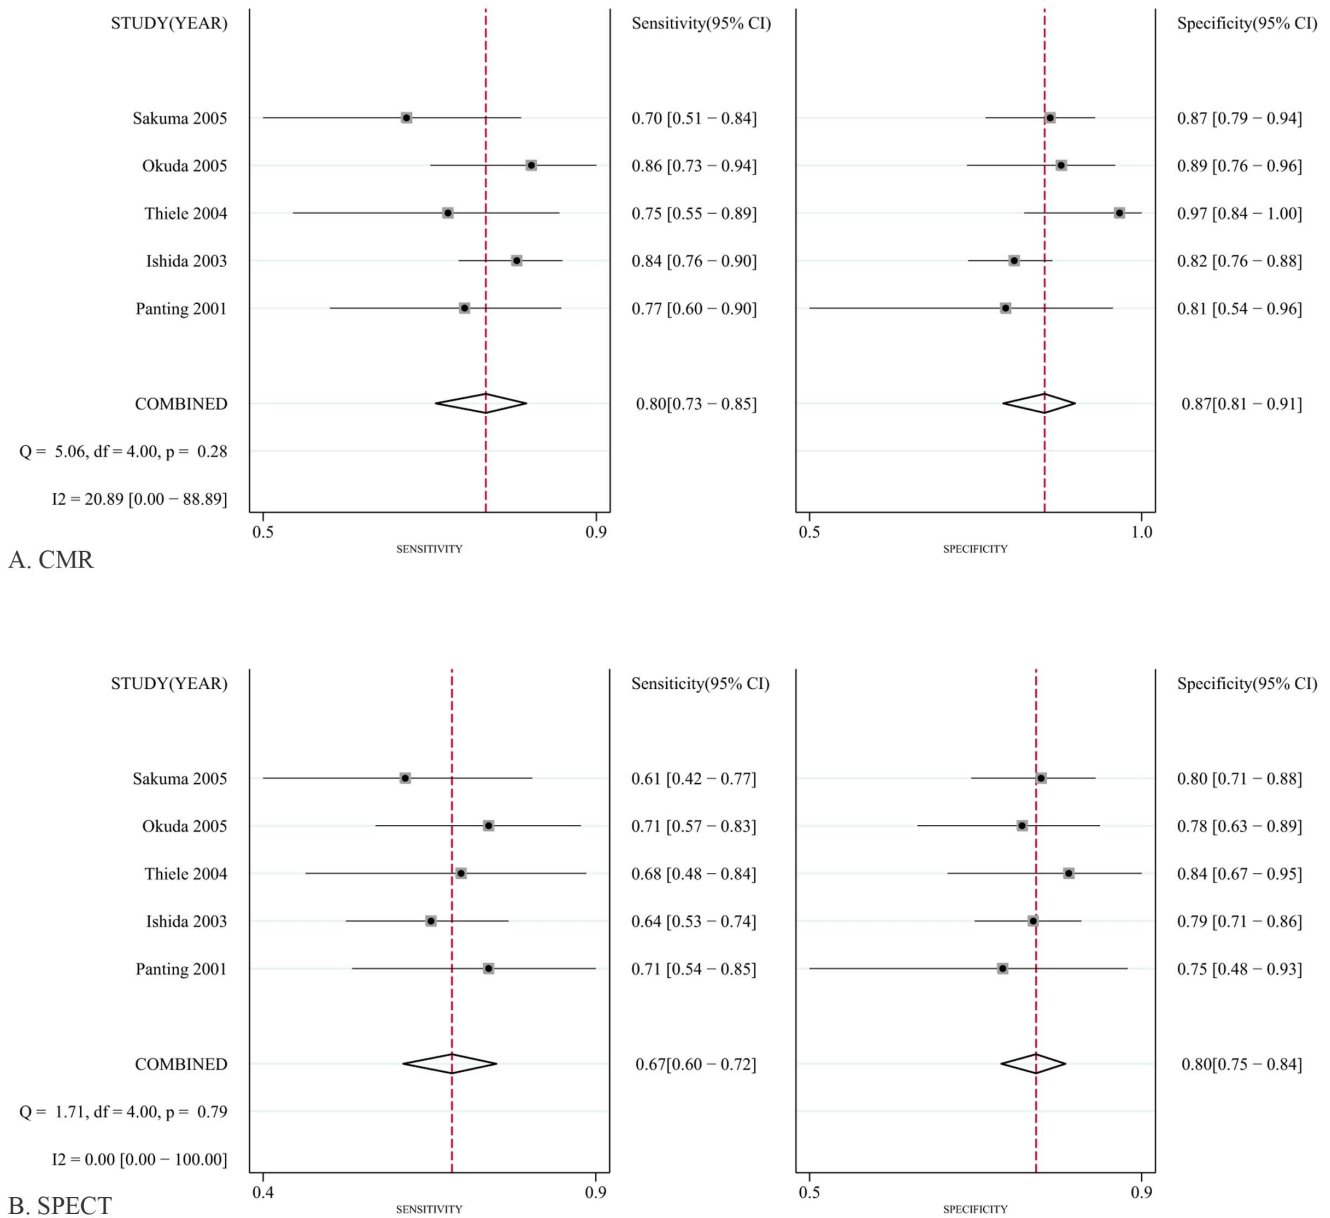 STUDY(YEAR) Sensitivity(95% CI) Specificity(95% CI)
Sakuma 2005 0.70 [0.51 − 0.84] 0.87 [0.79 − 0.94]
Okuda 2005 0.86 [0.73 − 0.94] 0.89 [0.76 − 0.96]
Thiele 2004 0.75 [0.55 − 0.89] 0.97 [0.84 − 1.00]
Ishida 2003 0.84 [0.76 − 0.90] 0.82 [0.76 − 0.88]
Panting 2001 0.77 [0.60 − 0.90] 0.81 [0.54 − 0.96]
COMBINED 0.80[0.73 − 0.85] 0.87[0.81 − 0.91]
Q = 5.06, df = 4.00, p = 0.28
I2 = 20.89 [0.00 − 88.89]
0.5 0.9 0.5 1.0
SENSITIVITY SPECIFICITY
A. CMR
STUDY(YEAR) Sensiticity(95% CI) Specificity(95% CI)
Sakuma 2005 0.61 [0.42 − 0.77] 0.80 [0.71 − 0.88]
Okuda 2005 0.71 [0.57 − 0.83] 0.78 [0.63 − 0.89]
Thiele 2004 0.68 [0.48 − 0.84] 0.84 [0.67 − 0.95]
Ishida 2003 0.64 [0.53 − 0.74] 0.79 [0.71 − 0.86]
Panting 2001 0.71 [0.54 − 0.85] 0.75 [0.48 − 0.93]
COMBINED 0.67[0.60 − 0.72] 0.80[0.75 − 0.84]
Q = 1.71, df = 4.00, p = 0.79
I2 = 0.00 [0.00 − 100.00]
0.4 0.9 0.5 0.9
SENSITIVITY SPECIFICITY
B. SPECT